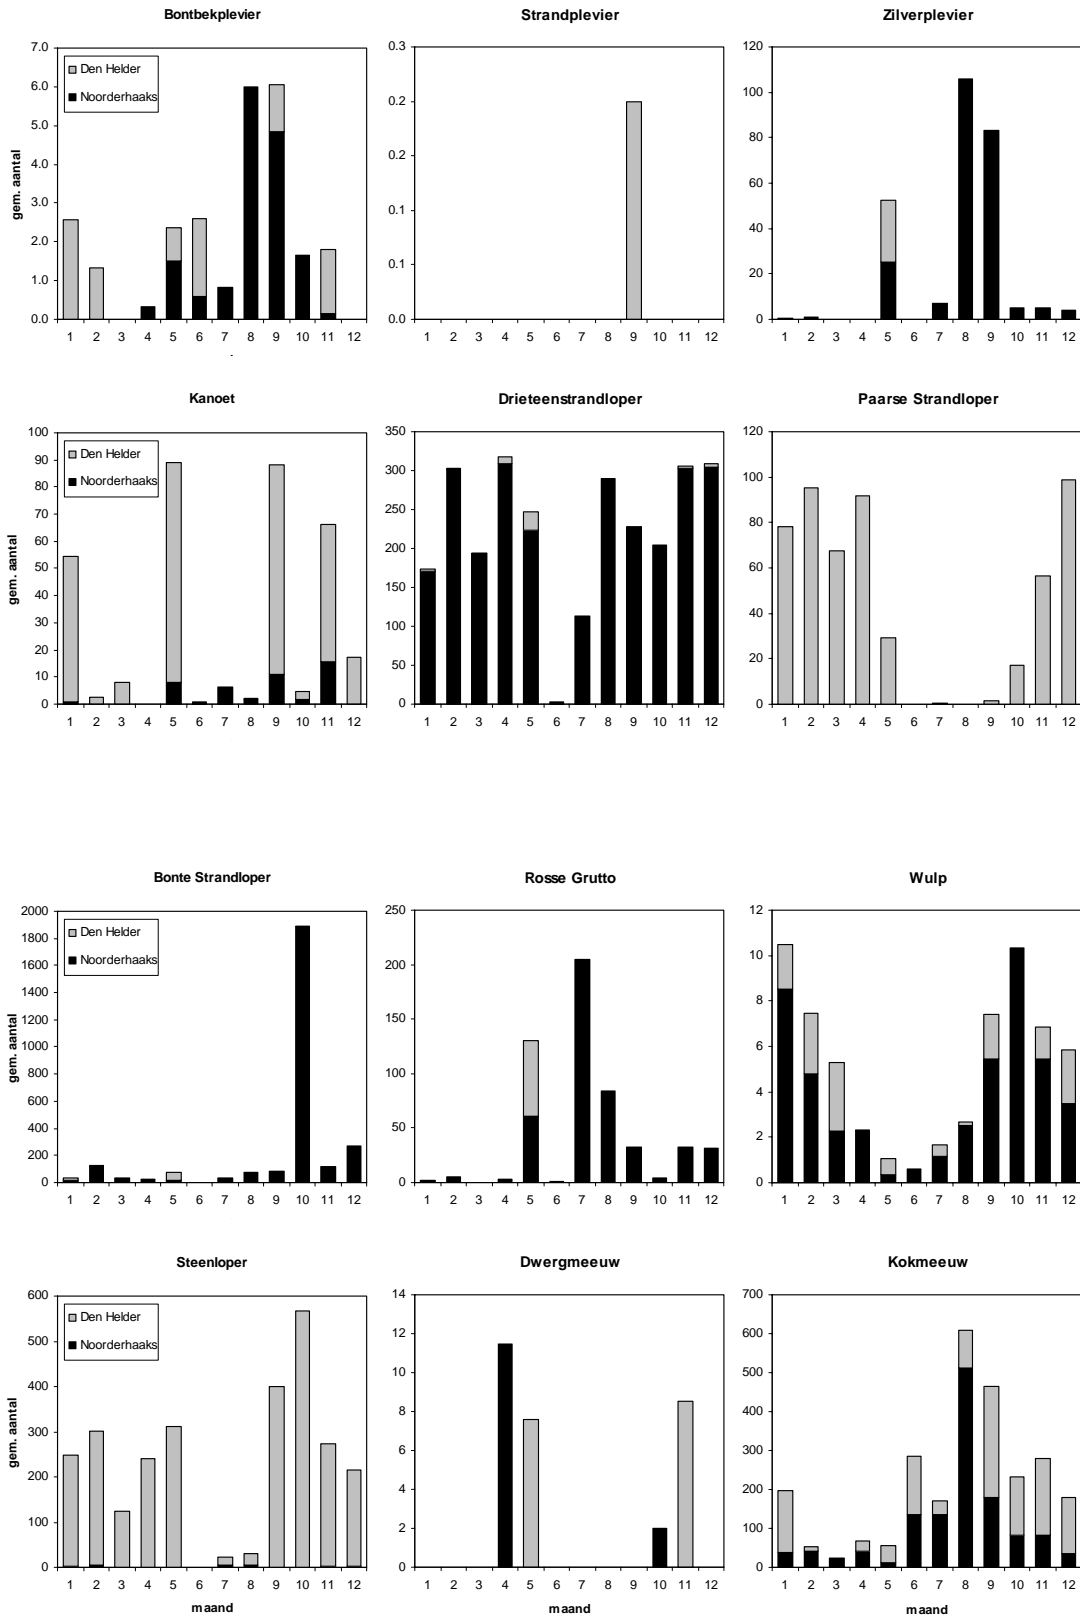 Bontbekplevier
7.0
6.0
5.0
4.0
3.0
2.0
1.0
0.0
gem. aantal
Den Helder
Noorderhaaks
1 2 3 4 5 6 7 8 9 10 11 12
Strandplevier
0.3
0.2
0.2
0.1
0.1
0.0
1 2 3 4 5 6 7 8 9 10 11 12
Zilverplevier
120
100
80
60
40
20
0
1 2 3 4 5 6 7 8 9 10 11 12
Kanoet
100
90
80
70
60
50
40
30
20
10
0
gem. aantal
Den Helder
Noorderhaaks
1 2 3 4 5 6 7 8 9 10 11 12
Drieteenstrandloper
350
300
250
200
150
100
50
0
1 2 3 4 5 6 7 8 9 10 11 12
Paarse Strandloper
120
100
80
60
40
20
0
1 2 3 4 5 6 7 8 9 10 11 12
Bonte Strandloper
2000
1800
1600
1400
1200
1000
800
600
400
200
0
gem. aantal
Den Helder
Noorderhaaks
1 2 3 4 5 6 7 8 9 10 11 12
Rosse Grutto
250
200
150
100
50
0
1 2 3 4 5 6 7 8 9 10 11 12
Wulp
12
10
8
6
4
2
0
1 2 3 4 5 6 7 8 9 10 11 12
Steenloper
600
500
400
300
200
100
0
gem. aantal
Den Helder
Noorderhaaks
1 2 3 4 5 6 7 8 9 10 11 12
maand
Dwergmeeuw
14
12
10
8
6
4
2
0
1 2 3 4 5 6 7 8 9 10 11 12
Kokmeeuw
700
600
500
400
300
200
100
0
1 2 3 4 5 6 7 8 9 10 11 12
maand